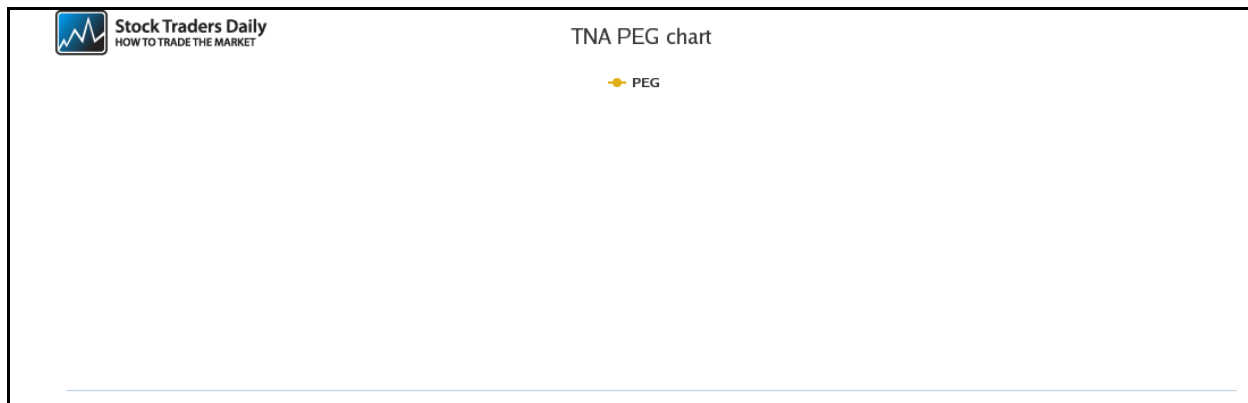 Stock Traders Daily
HOW TO TRADE THE MARKET
TNA PEG chart
PEG